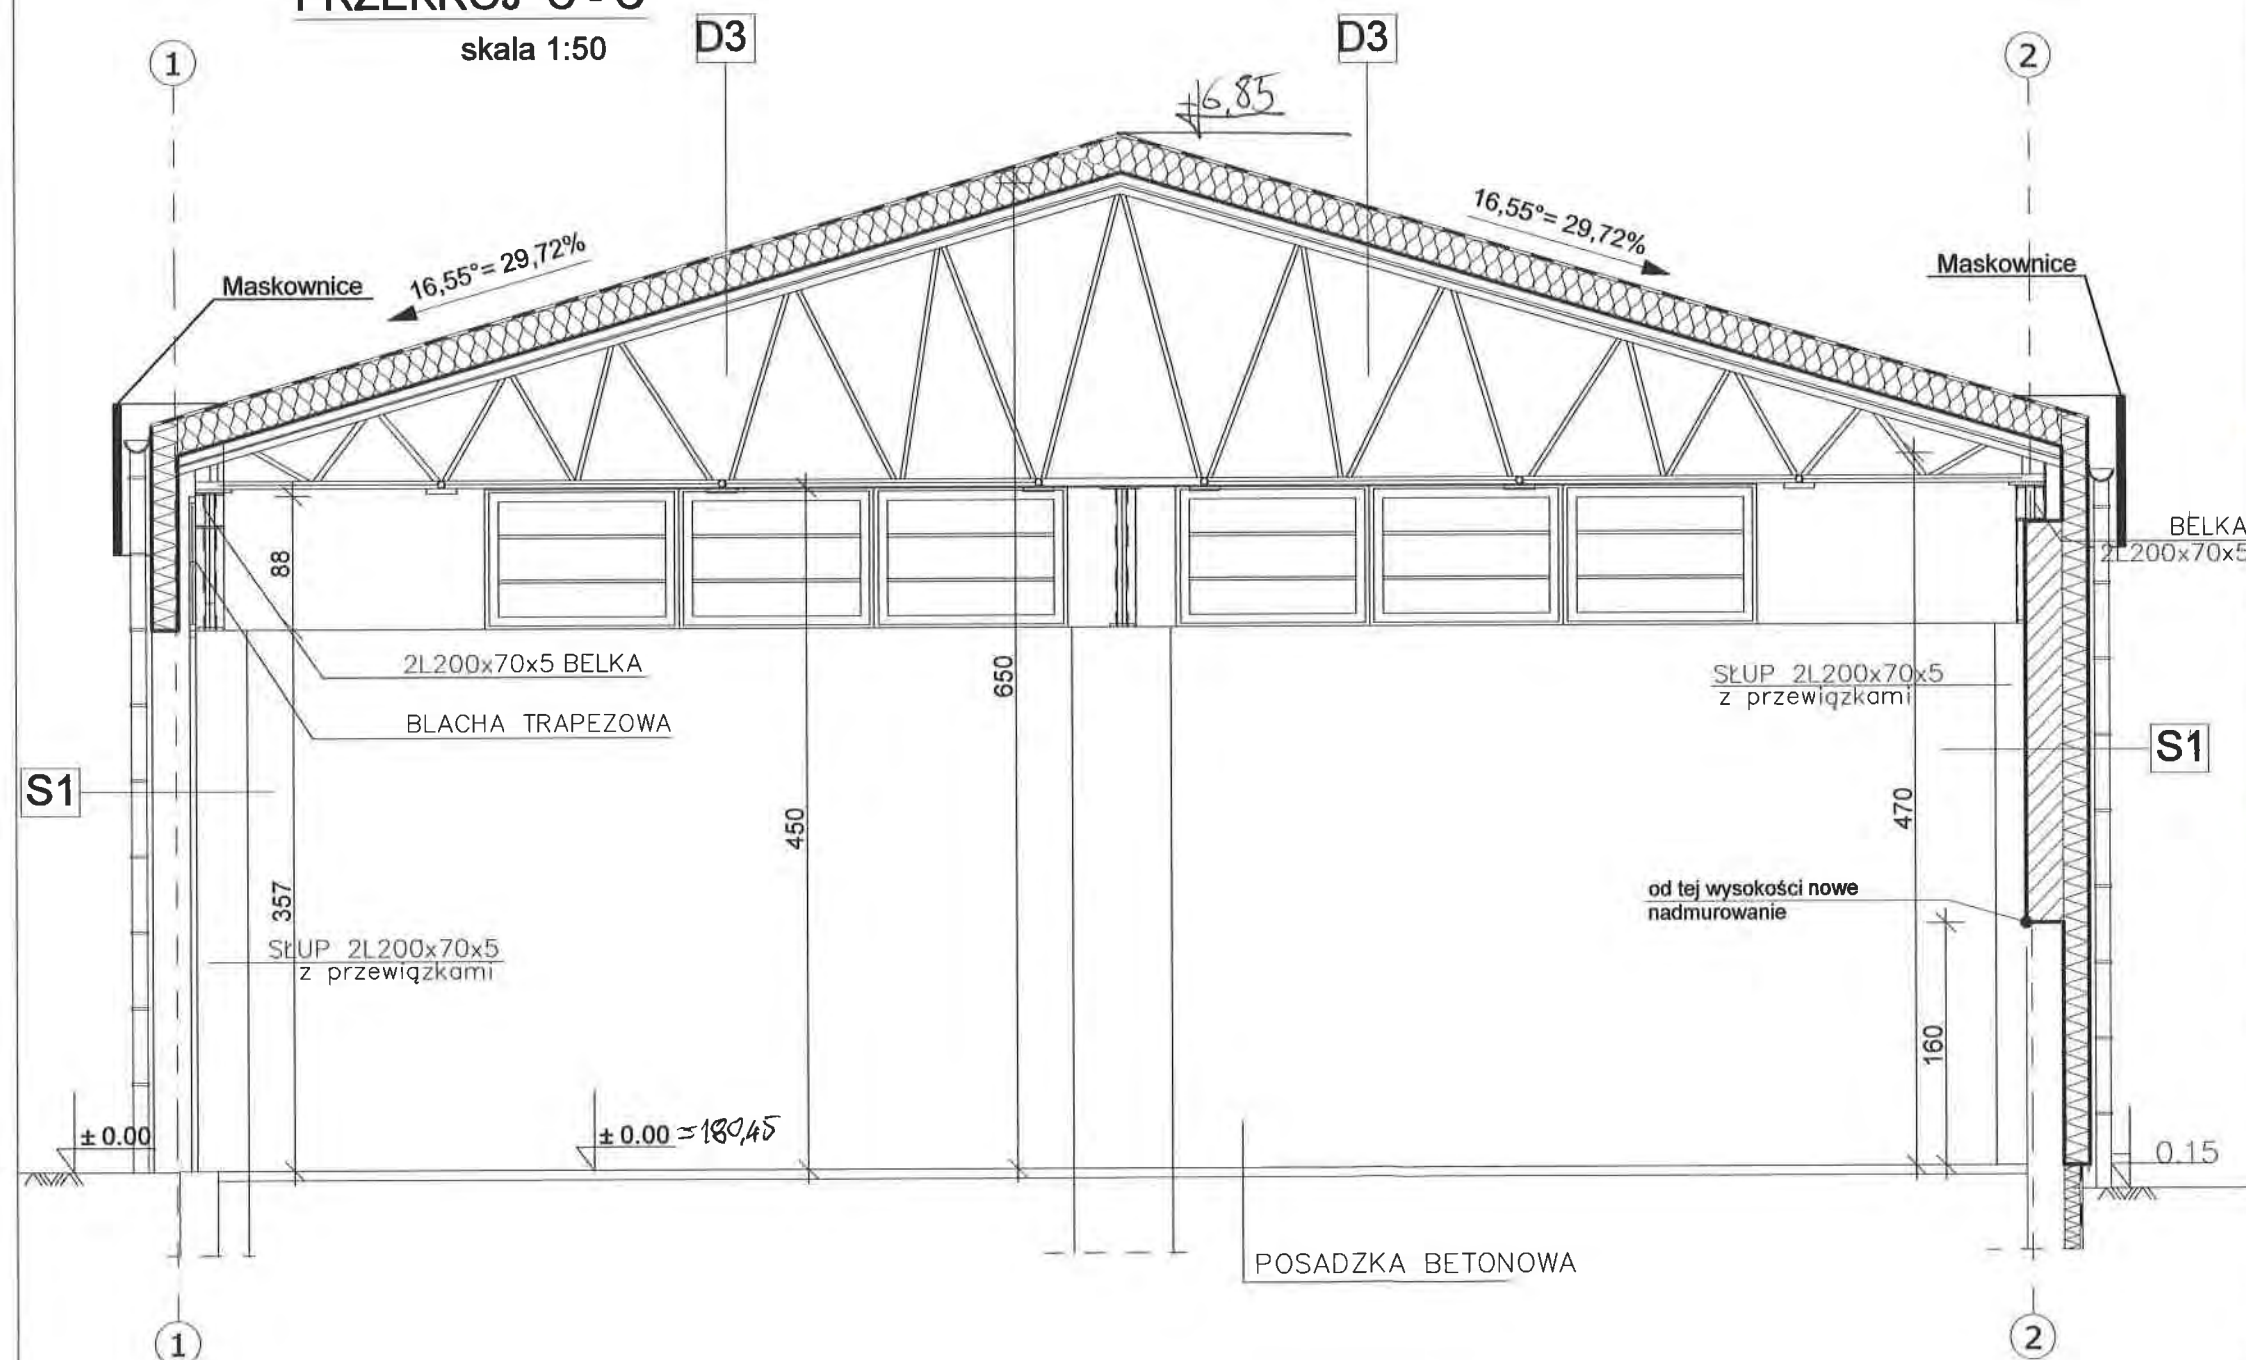 PRZEKRÓJ C - C
skala 1:50
1
D3
D3
2
+6,85
16,55°= 29,72%
16,55°= 29,72%
Maskownice
Maskownice
BELKA
2L200x70x5
88
2L200x70x5 BELKA
BLACHA TRAPEZOWA
650
SŁUP 2L200x70x5
z przewiązkami
S1
S1
450
470
357
od tej wysokości nowe
nadmurowanie
SŁUP 2L200x70x5
z przewiązkami
160
± 0.00
± 0.00 =180,45
0.15
POSADZKA BETONOWA
1
2